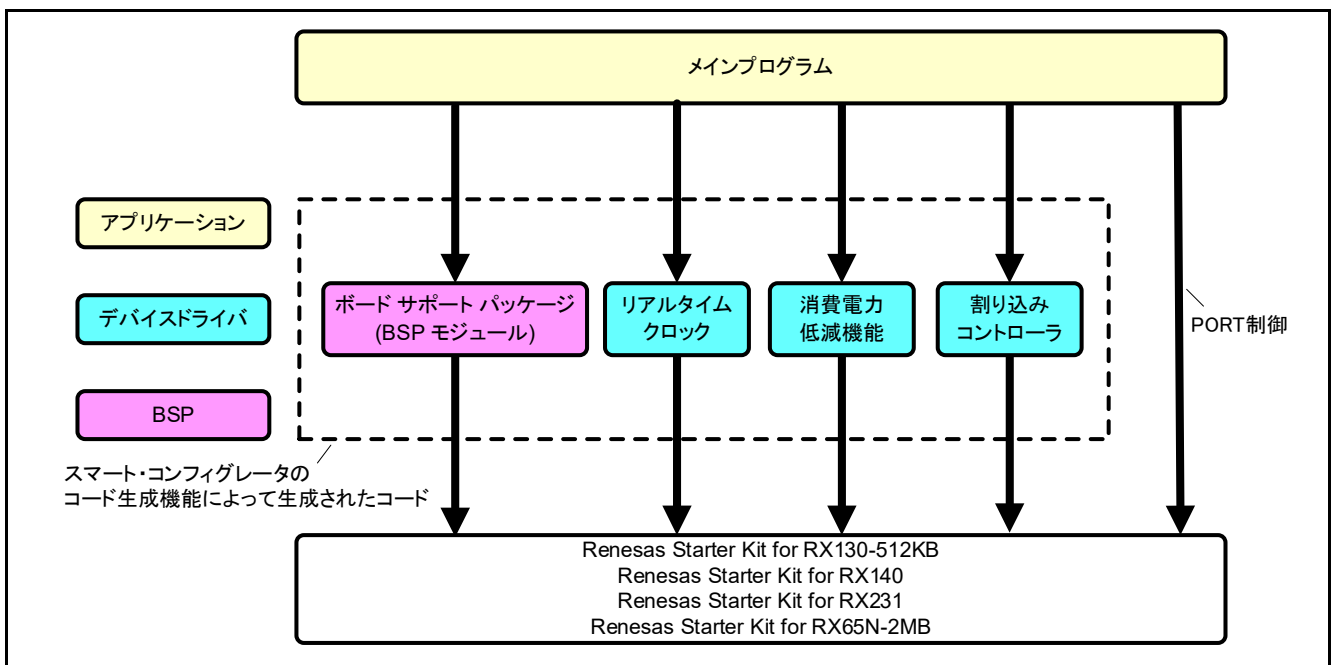 メインプログラム
アプリケーション
デバイスドライバ
BSP
ボード サポート パッケージ
(BSP モジュール)
リアルタイム
クロック
消費電力
低減機能
割り込み
コントローラ
PORT制御
スマート・コンフィグレータの
コード生成機能によって生成されたコード
Renesas Starter Kit for RX130-512KB
Renesas Starter Kit for RX140
Renesas Starter Kit for RX231
Renesas Starter Kit for RX65N-2MB